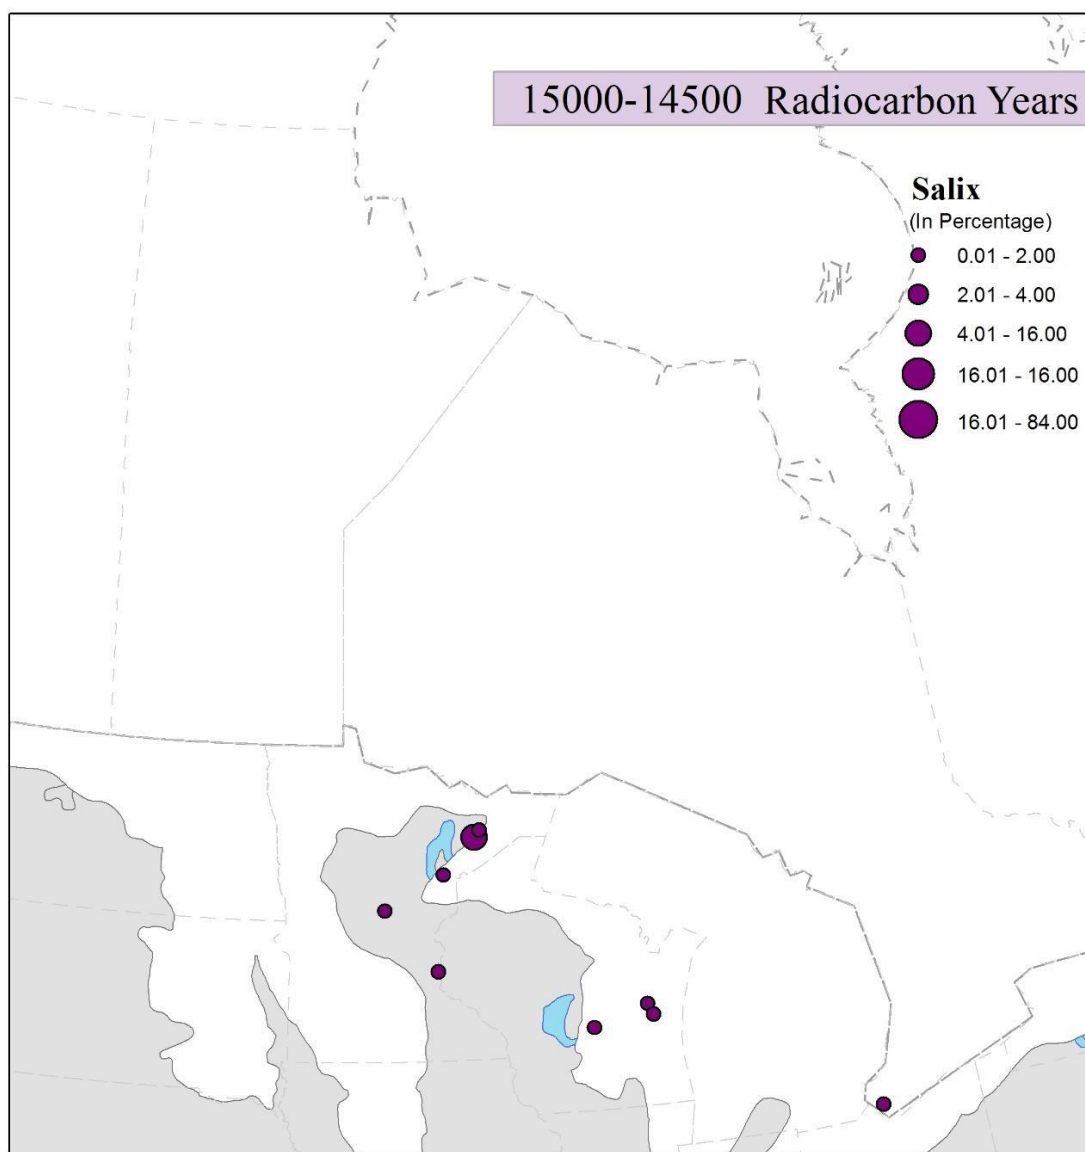 15000-14500 Radiocarbon Years
Salix
(In Percentage)
0.01 - 2.00
2.01 - 4.00
4.01 - 16.00
16.01 - 16.00
16.01 - 84.00